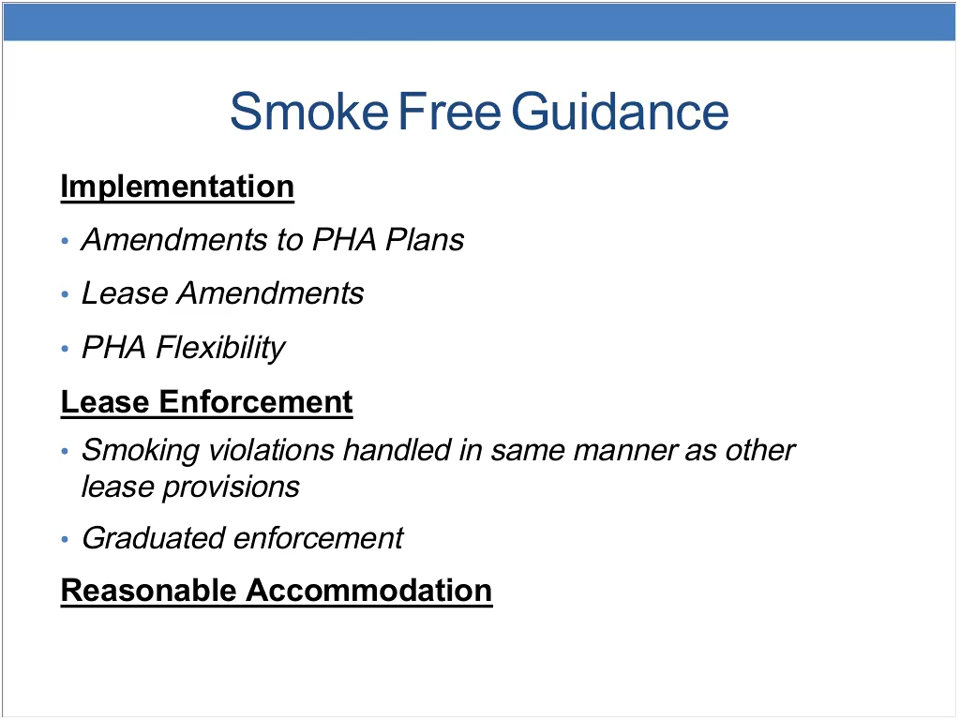 Smoke Free Guidance
Implementation
• Amendments to PHA Plans
• Lease Amendments
• PHA Flexibility
Lease Enforcement
• Smoking violations handled in same manner as other
lease provisions
• Graduated enforcement
Reasonable Accommodation